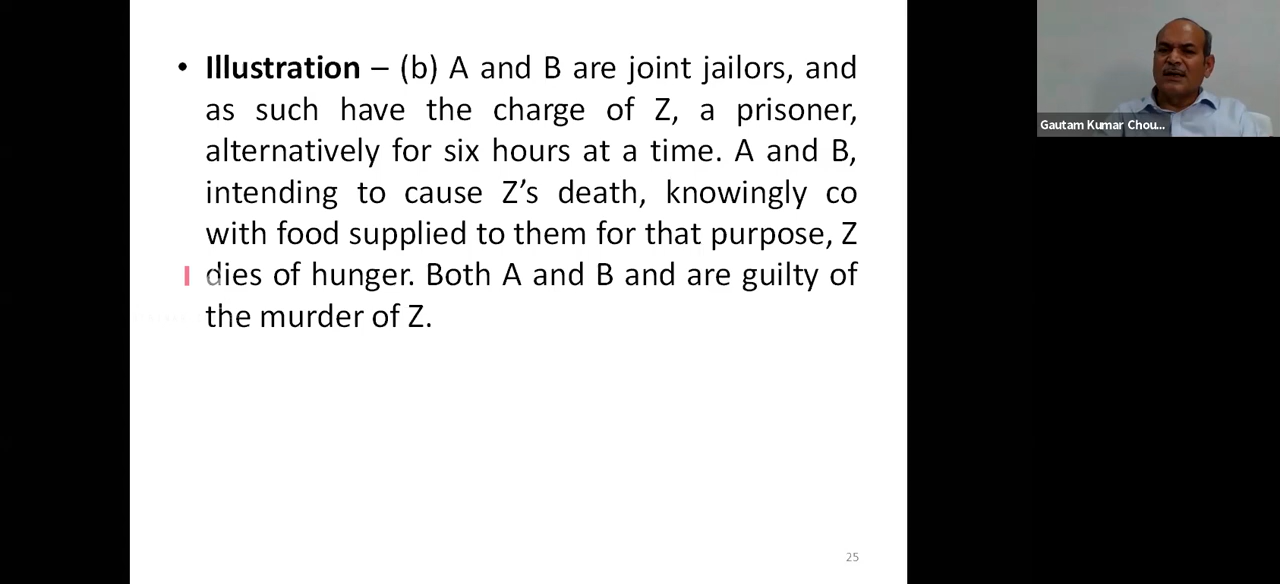 • Illustration – (b) A and B are joint jailors, and
as such have the charge of Z, a prisoner,
alternatively for six hours at a time. A and B,
intending to cause Z’s death, knowingly co
with food supplied to them for that purpose, Z
dies of hunger. Both A and B and are guilty of
the murder of Z.
25
Gautam Kumar Chou...